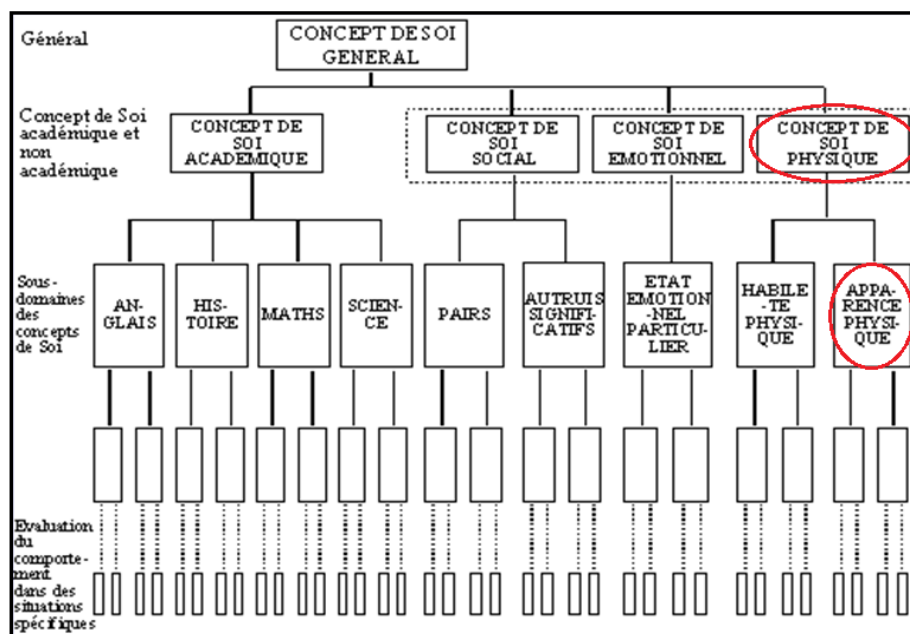 Général
CONCEPT DE SOI
GENERAL
Concept de Soi
académique et
non
académique
CONCEPT DE
SOI
ACADEMIQUE
CONCEPT DE
SOI
SOCIAL
CONCEPT DE
SOI
EMOTIONNEL
CONCEPT DE
SOI
PHYSIQUE
Sous-
domaines
des
concepts
de Soi
AN-
GLAIS
HIS-
TOIRE
MATHS
SCIEN-
CE
PAIRS
AUTRUIS
SIGNIFI-
CATIFS
ETAT
EMOTION
-NEL
PARTICU-
LIER
HABILE
-TE
PHYSI-
QUE
APPA-
RENCE
PHYSI-
QUE
Evaluation
du
comporte-
ment
dans des
situations
spécifiques